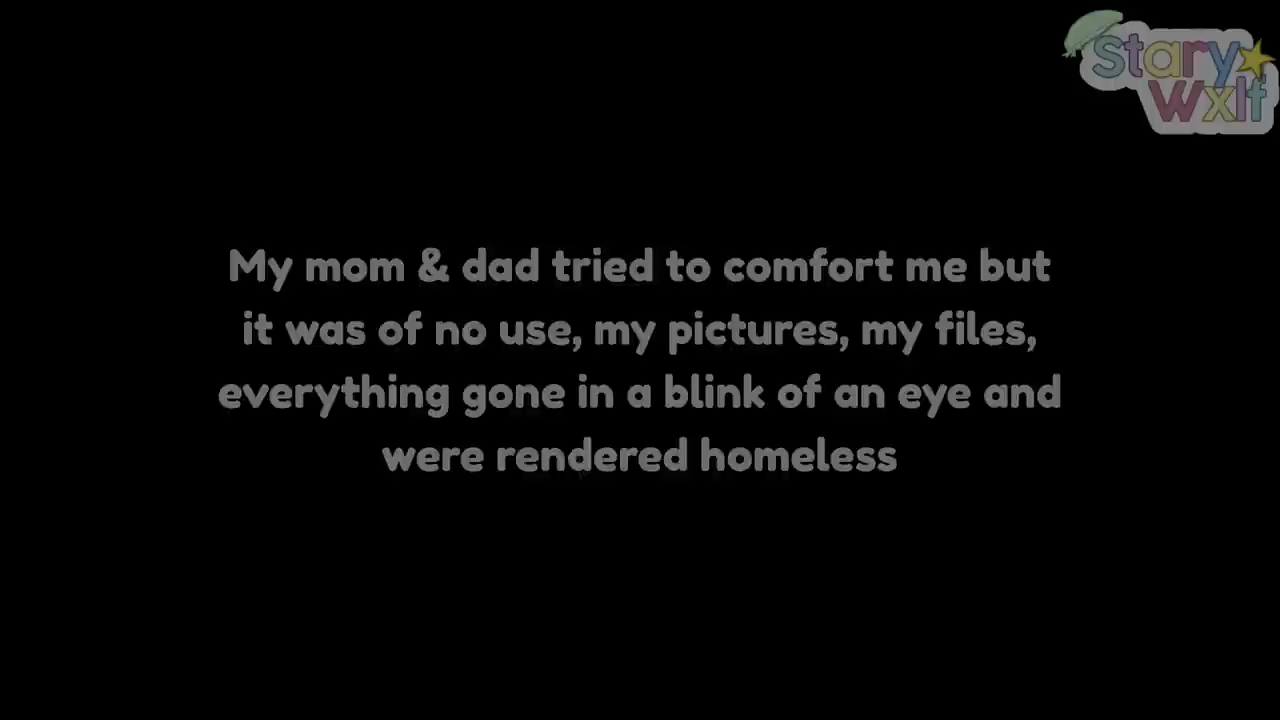 Stary
Wxlf
My mom & dad tried to comfort me but
it was of no use, my pictures, my files,
everything gone in a blink of an eye and
were rendered homeless